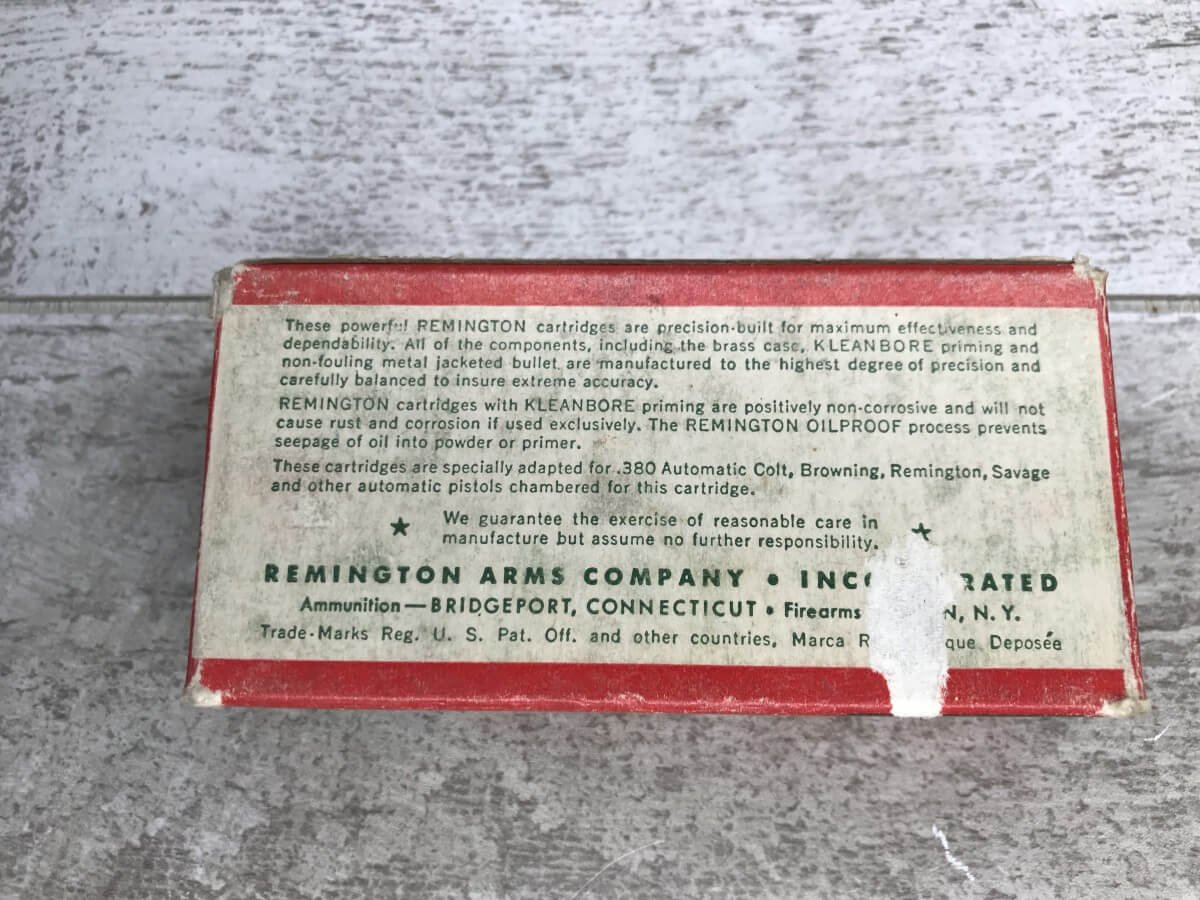 These powerful REMINGTON cartridges are precision-built for maximum effectiveness and
dependability. All of the components, including the brass case, KLEANBORE priming and
non-fouling metal jacketed bullet are manufactured to the highest degree of precision and
carefully balanced to insure extreme accuracy.
REMINGTON cartridges with KLEANBORE priming are positively non-corrosive and will not
cause rust and corrosion if used exclusively. The REMINGTON OILPROOF process prevents
seepage of oil into powder or primer.
These cartridges are specially adapted for .380 Automatic Colt, Browning, Remington, Savage
and other automatic pistols chambered for this cartridge.
★ We guarantee the exercise of reasonable care in ★
manufacture but assume no further responsibility.
REMINGTON ARMS COMPANY •
Ammunition—BRIDGEPORT, CONNECTICUT • Firearms N. Y.
Trade-Marks Reg. U. S. Pat. Off. and other countries, Marca Deposée